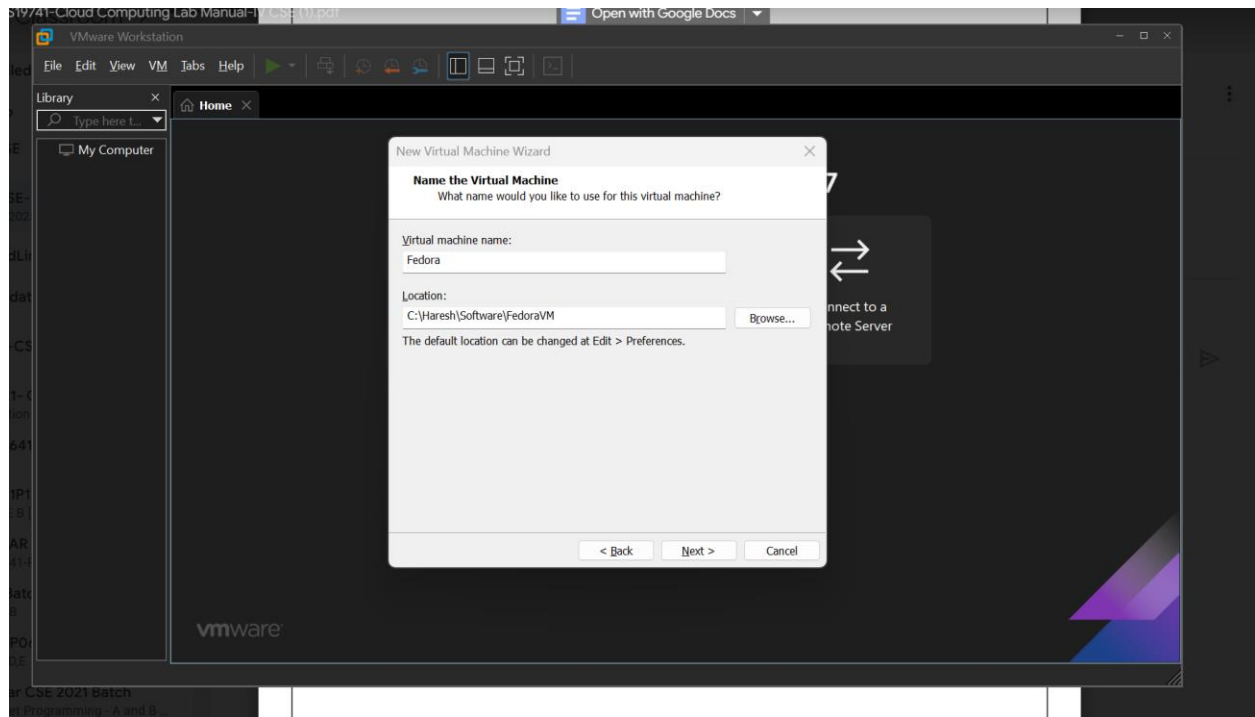 S19741-Cloud Computing Lab Manual-IV CSE (1).pdf
Open with Google Docs
VMware Workstation
File Edit View VM Tabs Help
Library
Home
Type here t...
My Computer
New Virtual Machine Wizard
Name the Virtual Machine
What name would you like to use for this virtual machine?
7
Virtual machine name:
Fedora
Location:
C:\Haresh\Software\FedoraVM
Browse...
The default location can be changed at Edit > Preferences.
nnect to a
note Server
< Back
Next >
Cancel
vmware
ar CSE 2021 Batch
et Programming - A and B ...